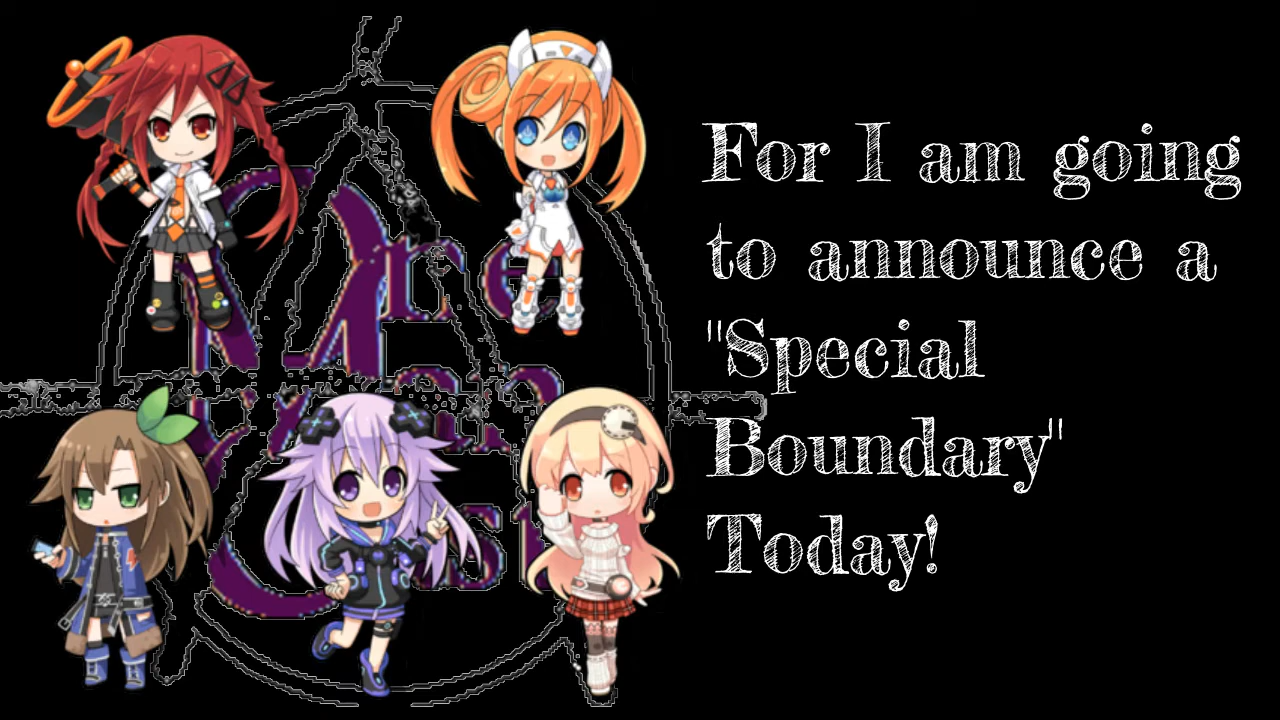 For I am going
to announce a
"Special
Boundary"
Today!